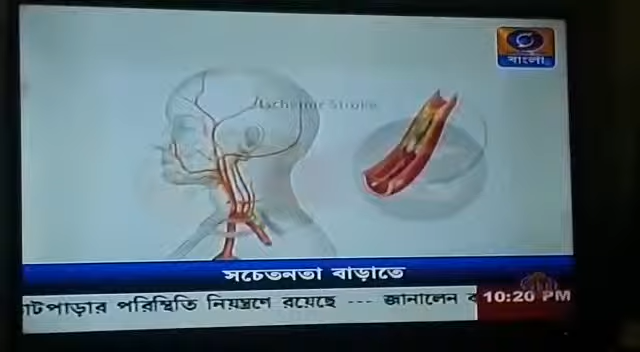 বাংলা
Ischemic Stroke
সচেতনতা বাড়াতে
টপাড়ার পরিস্থিতি নিয়ন্ত্রণে রয়েছে --- জানালেন
10:20 PM